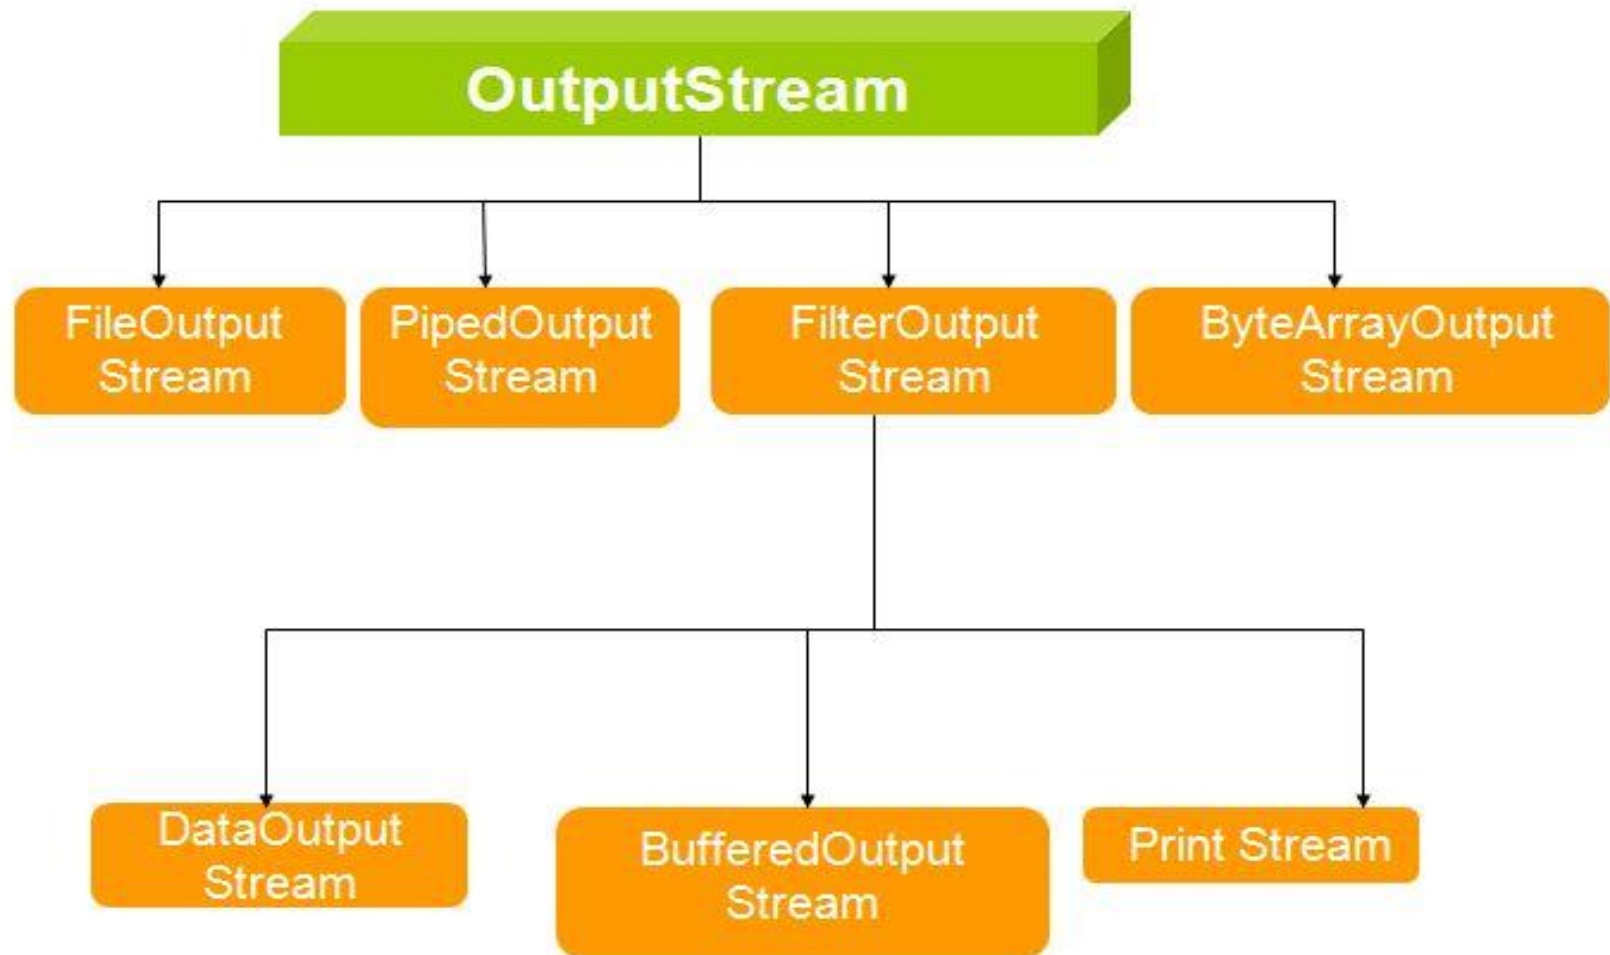 OutputStream
FileOutput
Stream
PipedOutput
Stream
FilterOutput
Stream
ByteArrayOutput
Stream
DataOutput
Stream
BufferedOutput
Stream
Print Stream